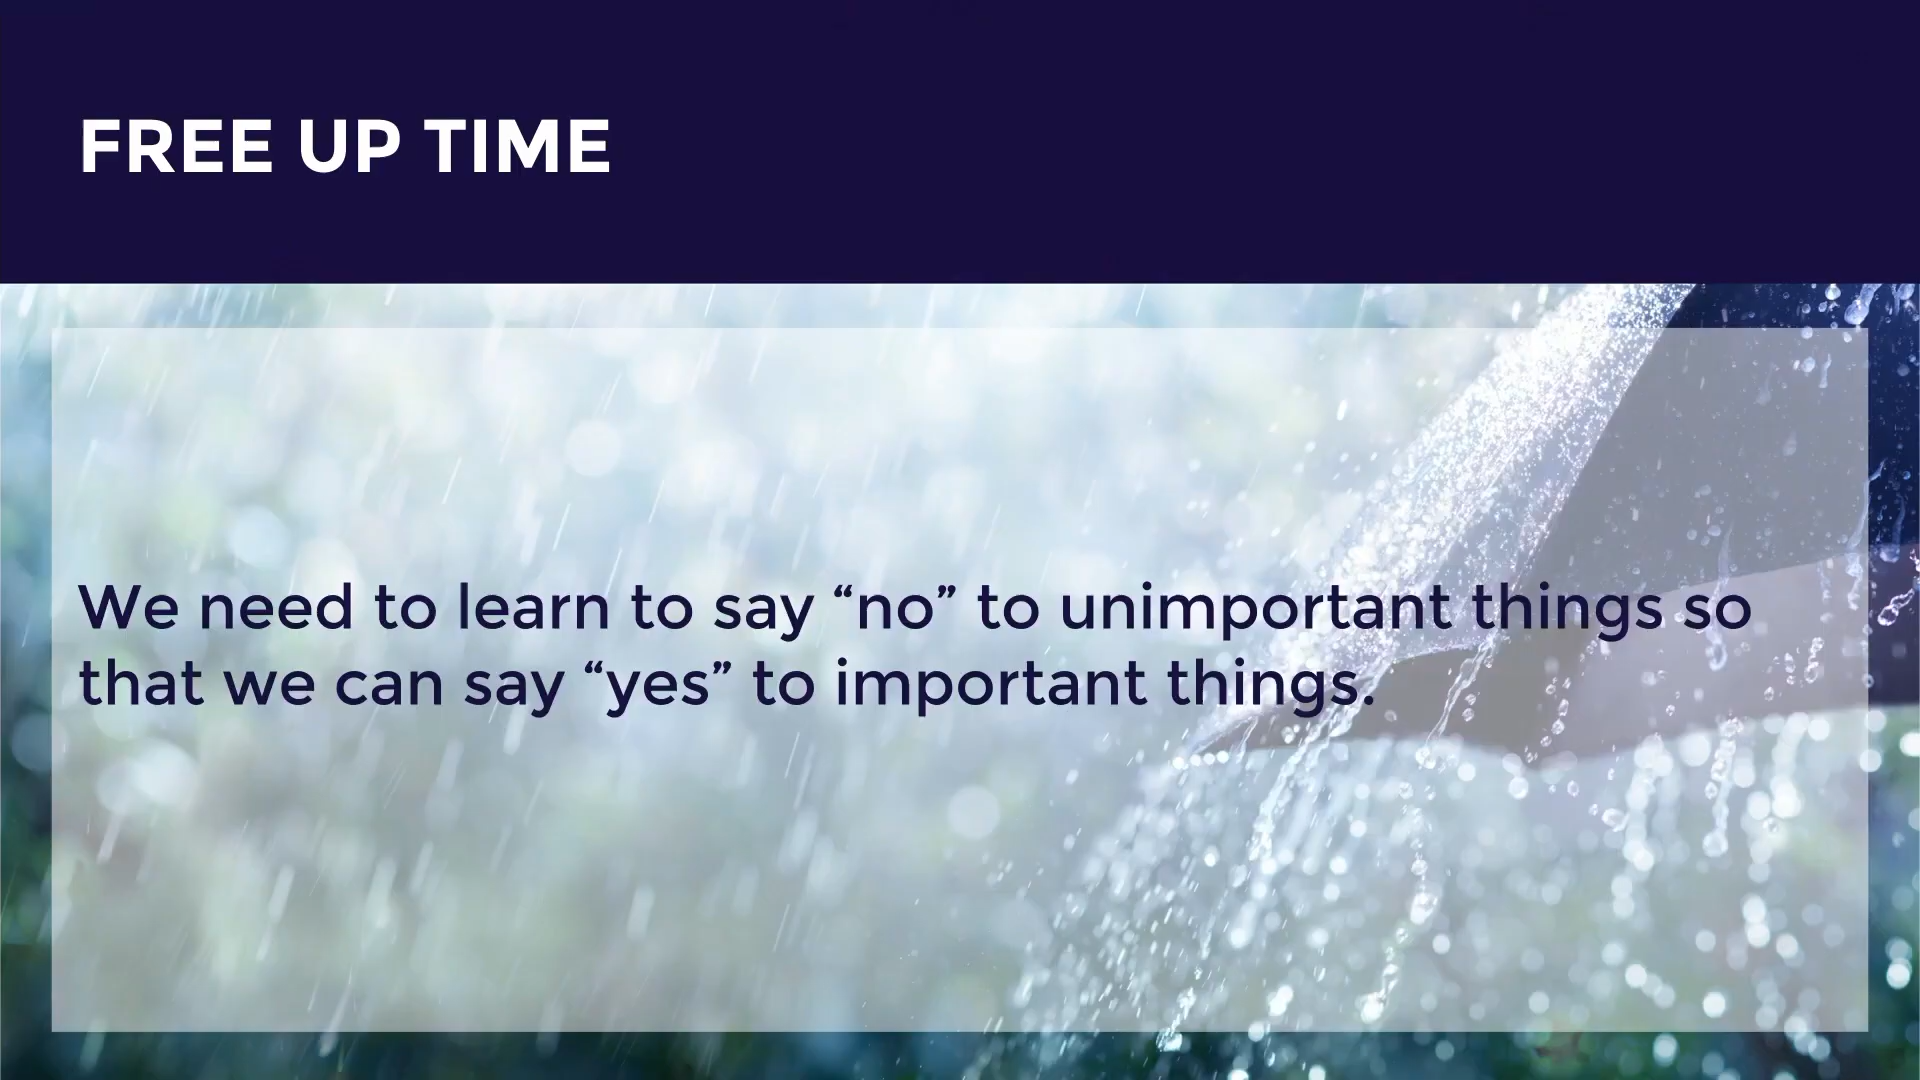 FREE UP TIME
We need to learn to say “no” to unimportant things so
that we can say “yes” to important things.